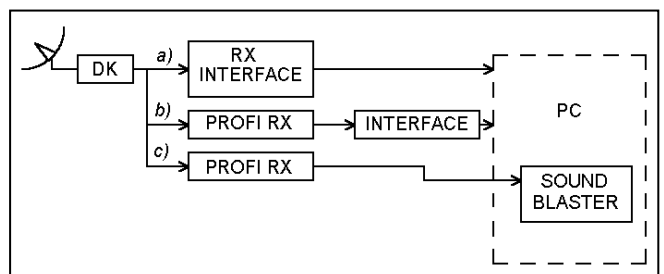 a)
RX
INTERFACE
DK
b)
PROFI RX
INTERFACE
PC
c)
PROFI RX
SOUND
BLASTER